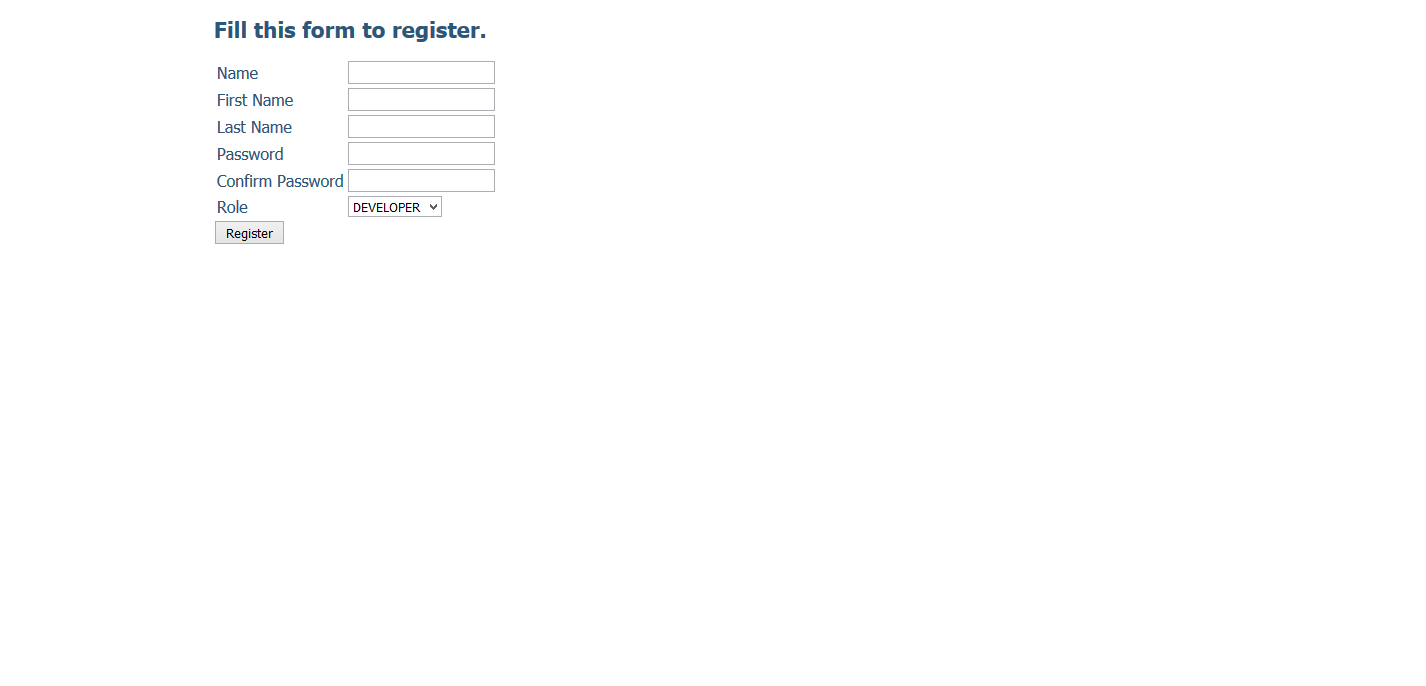 Fill this form to register.
Name
First Name
Last Name
Password
Confirm Password
Role DEVELOPER
Register